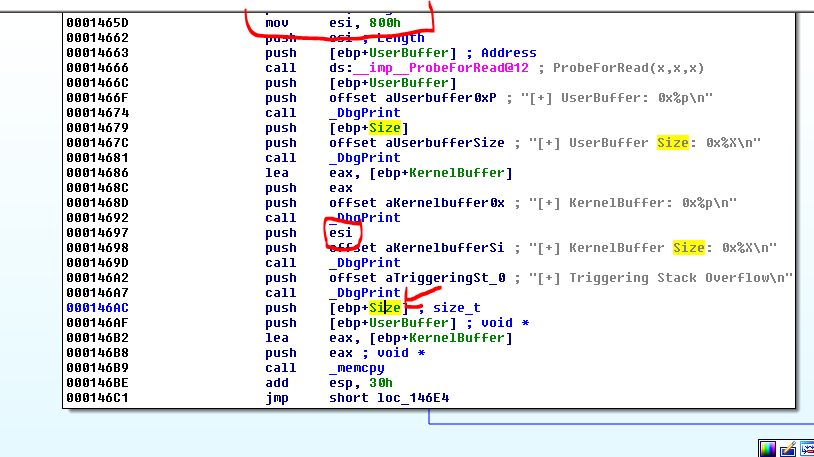 0001465D mov esi, 800h
00014662 push esi ; Length
00014663 push [ebp+UserBuffer] ; Address
00014666 call ds:__imp__ProbeForRead@12 ; ProbeForRead(x,x,x)
0001466C push [ebp+UserBuffer]
0001466F push offset aUserbuffer0xP ; "[+] UserBuffer: 0x%p\n"
00014674 call _DbgPrint
00014679 push [ebp+Size]
0001467C push offset aUserbufferSize ; "[+] UserBuffer Size: 0x%X\n"
00014681 call _DbgPrint
00014686 lea eax, [ebp+KernelBuffer]
0001468C push eax
0001468D push offset aKernelbuffer0x ; "[+] KernelBuffer: 0x%p\n"
00014692 call _DbgPrint
00014697 push esi
00014698 push offset aKernelbufferSi ; "[+] KernelBuffer Size: 0x%X\n"
0001469D call _DbgPrint
000146A2 push offset aTriggeringSt_0 ; "[+] Triggering Stack Overflow\n"
000146A7 call _DbgPrint
000146AC push [ebp+Size] ; size_t
000146AF push [ebp+UserBuffer] ; void *
000146B2 lea eax, [ebp+KernelBuffer]
000146B8 push eax ; void *
000146B9 call _memcpy
000146BE add esp, 30h
000146C1 jmp short loc_146E4